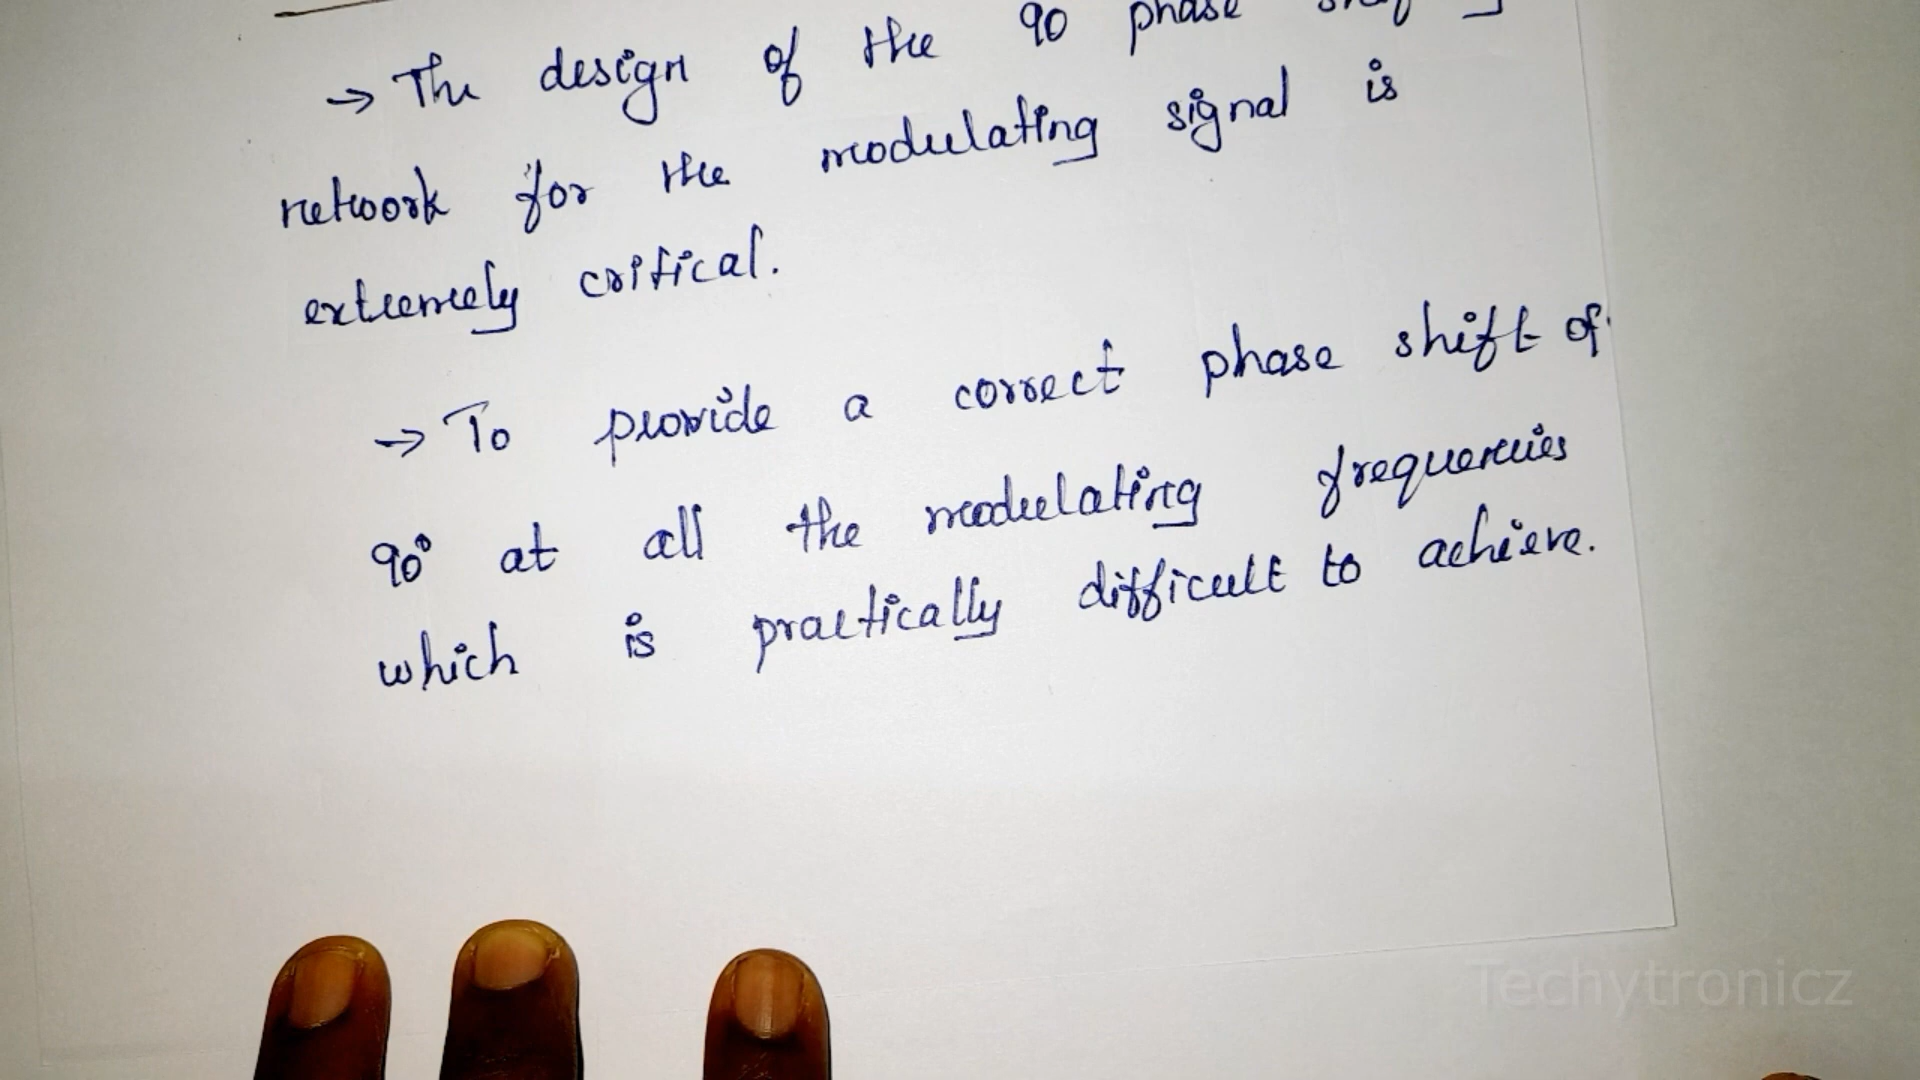 → The design of the 90 phase
network for the modulating signal is
extremely critical.
→ To provide a correct phase shift of
90° at all the modulating frequencies
which is practically difficult to achieve.
Techytronicz